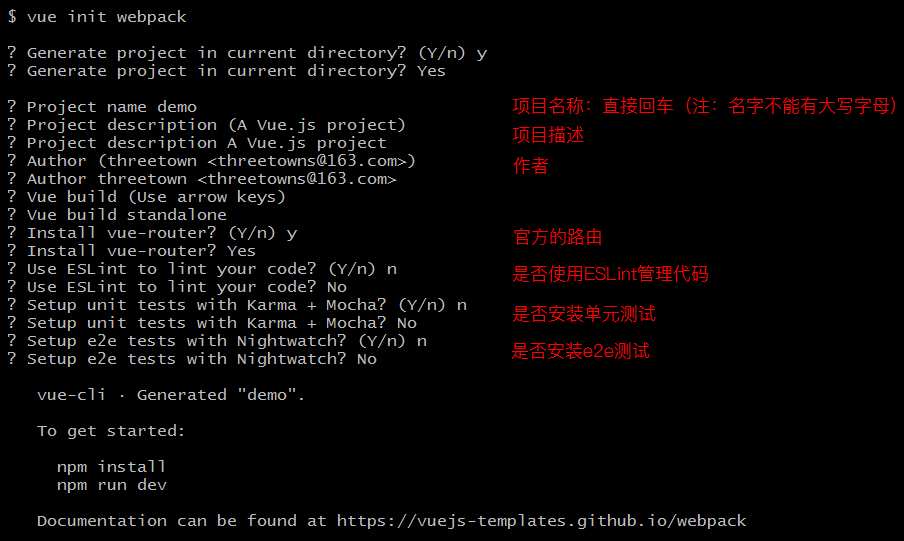 $ vue init webpack
? Generate project in current directory? (Y/n) y
? Generate project in current directory? Yes
? Project name demo 项目名称：直接回车（注：名字不能有大写字母）
? Project description (A Vue.js project)
项目描述
? Project description A Vue.js project
? Author (threetown <threetowns@163.com>) 作者
? Author threetown <threetowns@163.com>
? Vue build (Use arrow keys)
? Vue build standalone
? Install vue-router? (Y/n) y 官方的路由
? Install vue-router? Yes
? Use ESLint to lint your code? (Y/n) n 是否使用ESLint管理代码
? Use ESLint to lint your code? No
? Setup unit tests with Karma + Mocha? (Y/n) n 是否安装单元测试
? Setup unit tests with Karma + Mocha? No
? Setup e2e tests with Nightwatch? (Y/n) n 是否安装e2e测试
? Setup e2e tests with Nightwatch? No
vue-cli · Generated "demo".
To get started:
npm install
npm run dev
Documentation can be found at https://vuejs-templates.github.io/webpack